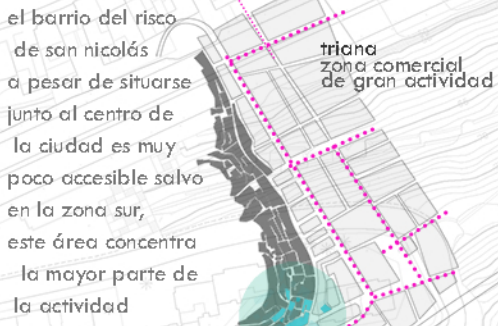 el barrio del risco
de san nicolás
a pesar de situarse
junto al centro de
la ciudad es muy
poco accesible salvo
en la zona sur,
este área concentra
la mayor parte de
la actividad
triana
zona comercial
de gran actividad